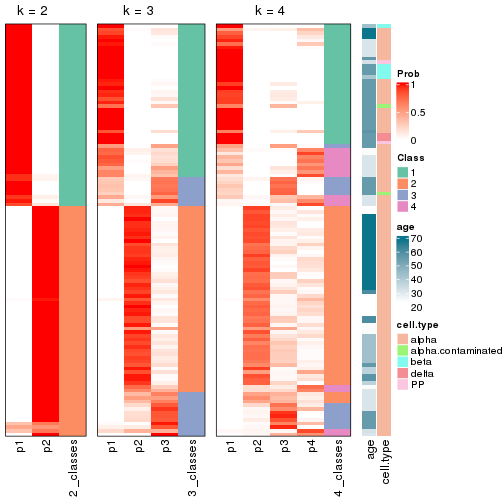 k = 2
k = 3
k = 4
p1
p2
2_classes
p1
p2
p3
3_classes
p1
p2
p3
p4
4_classes
age
cell.type
Prob
1
0.5
0
Class
1
2
3
4
age
70
60
50
40
30
20
cell.type
alpha
alpha.contaminated
beta
delta
PP